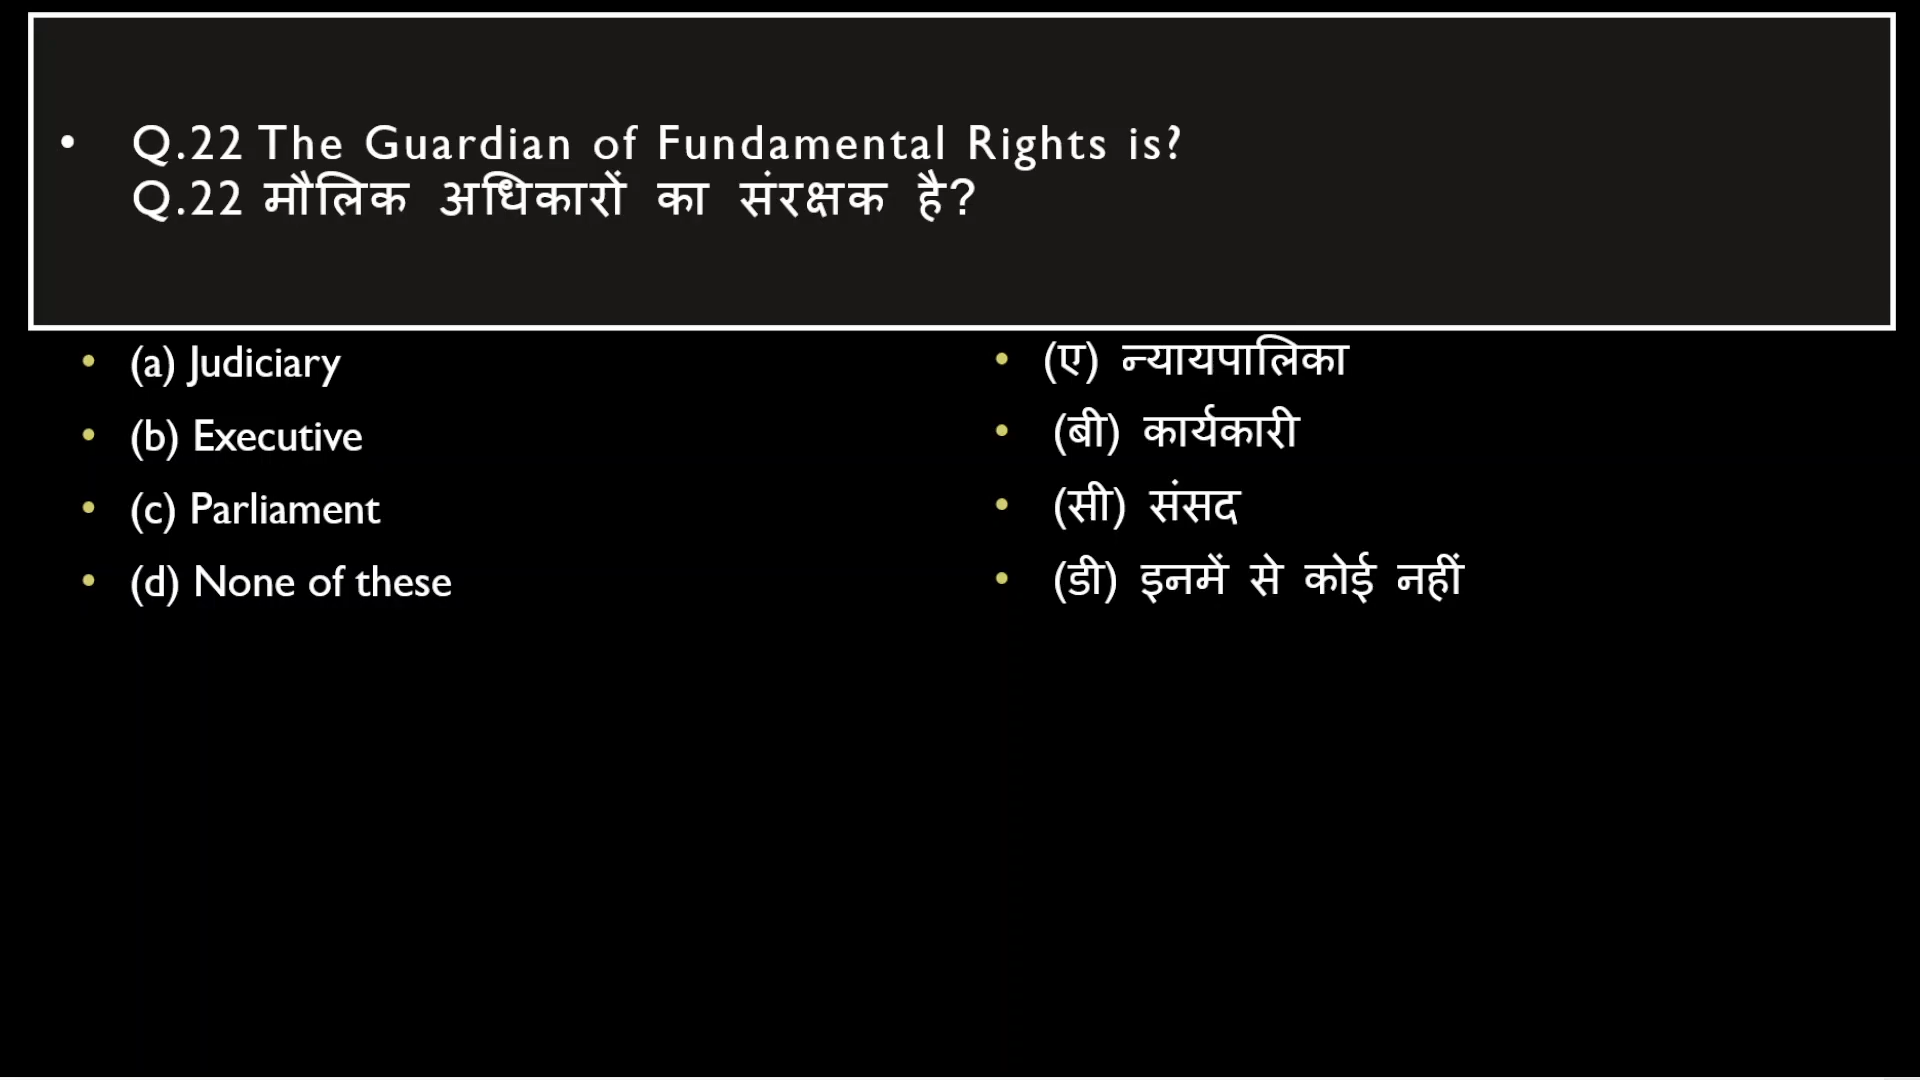 • Q.22 The Guardian of Fundamental Rights is?
Q.22 मौलिक अधिकारों का संरक्षक है?
• (a) Judiciary
• (b) Executive
• (c) Parliament
• (d) None of these
• (ए) न्यायपालिका
• (बी) कार्यकारी
• (सी) संसद
• (डी) इनमें से कोई नहीं